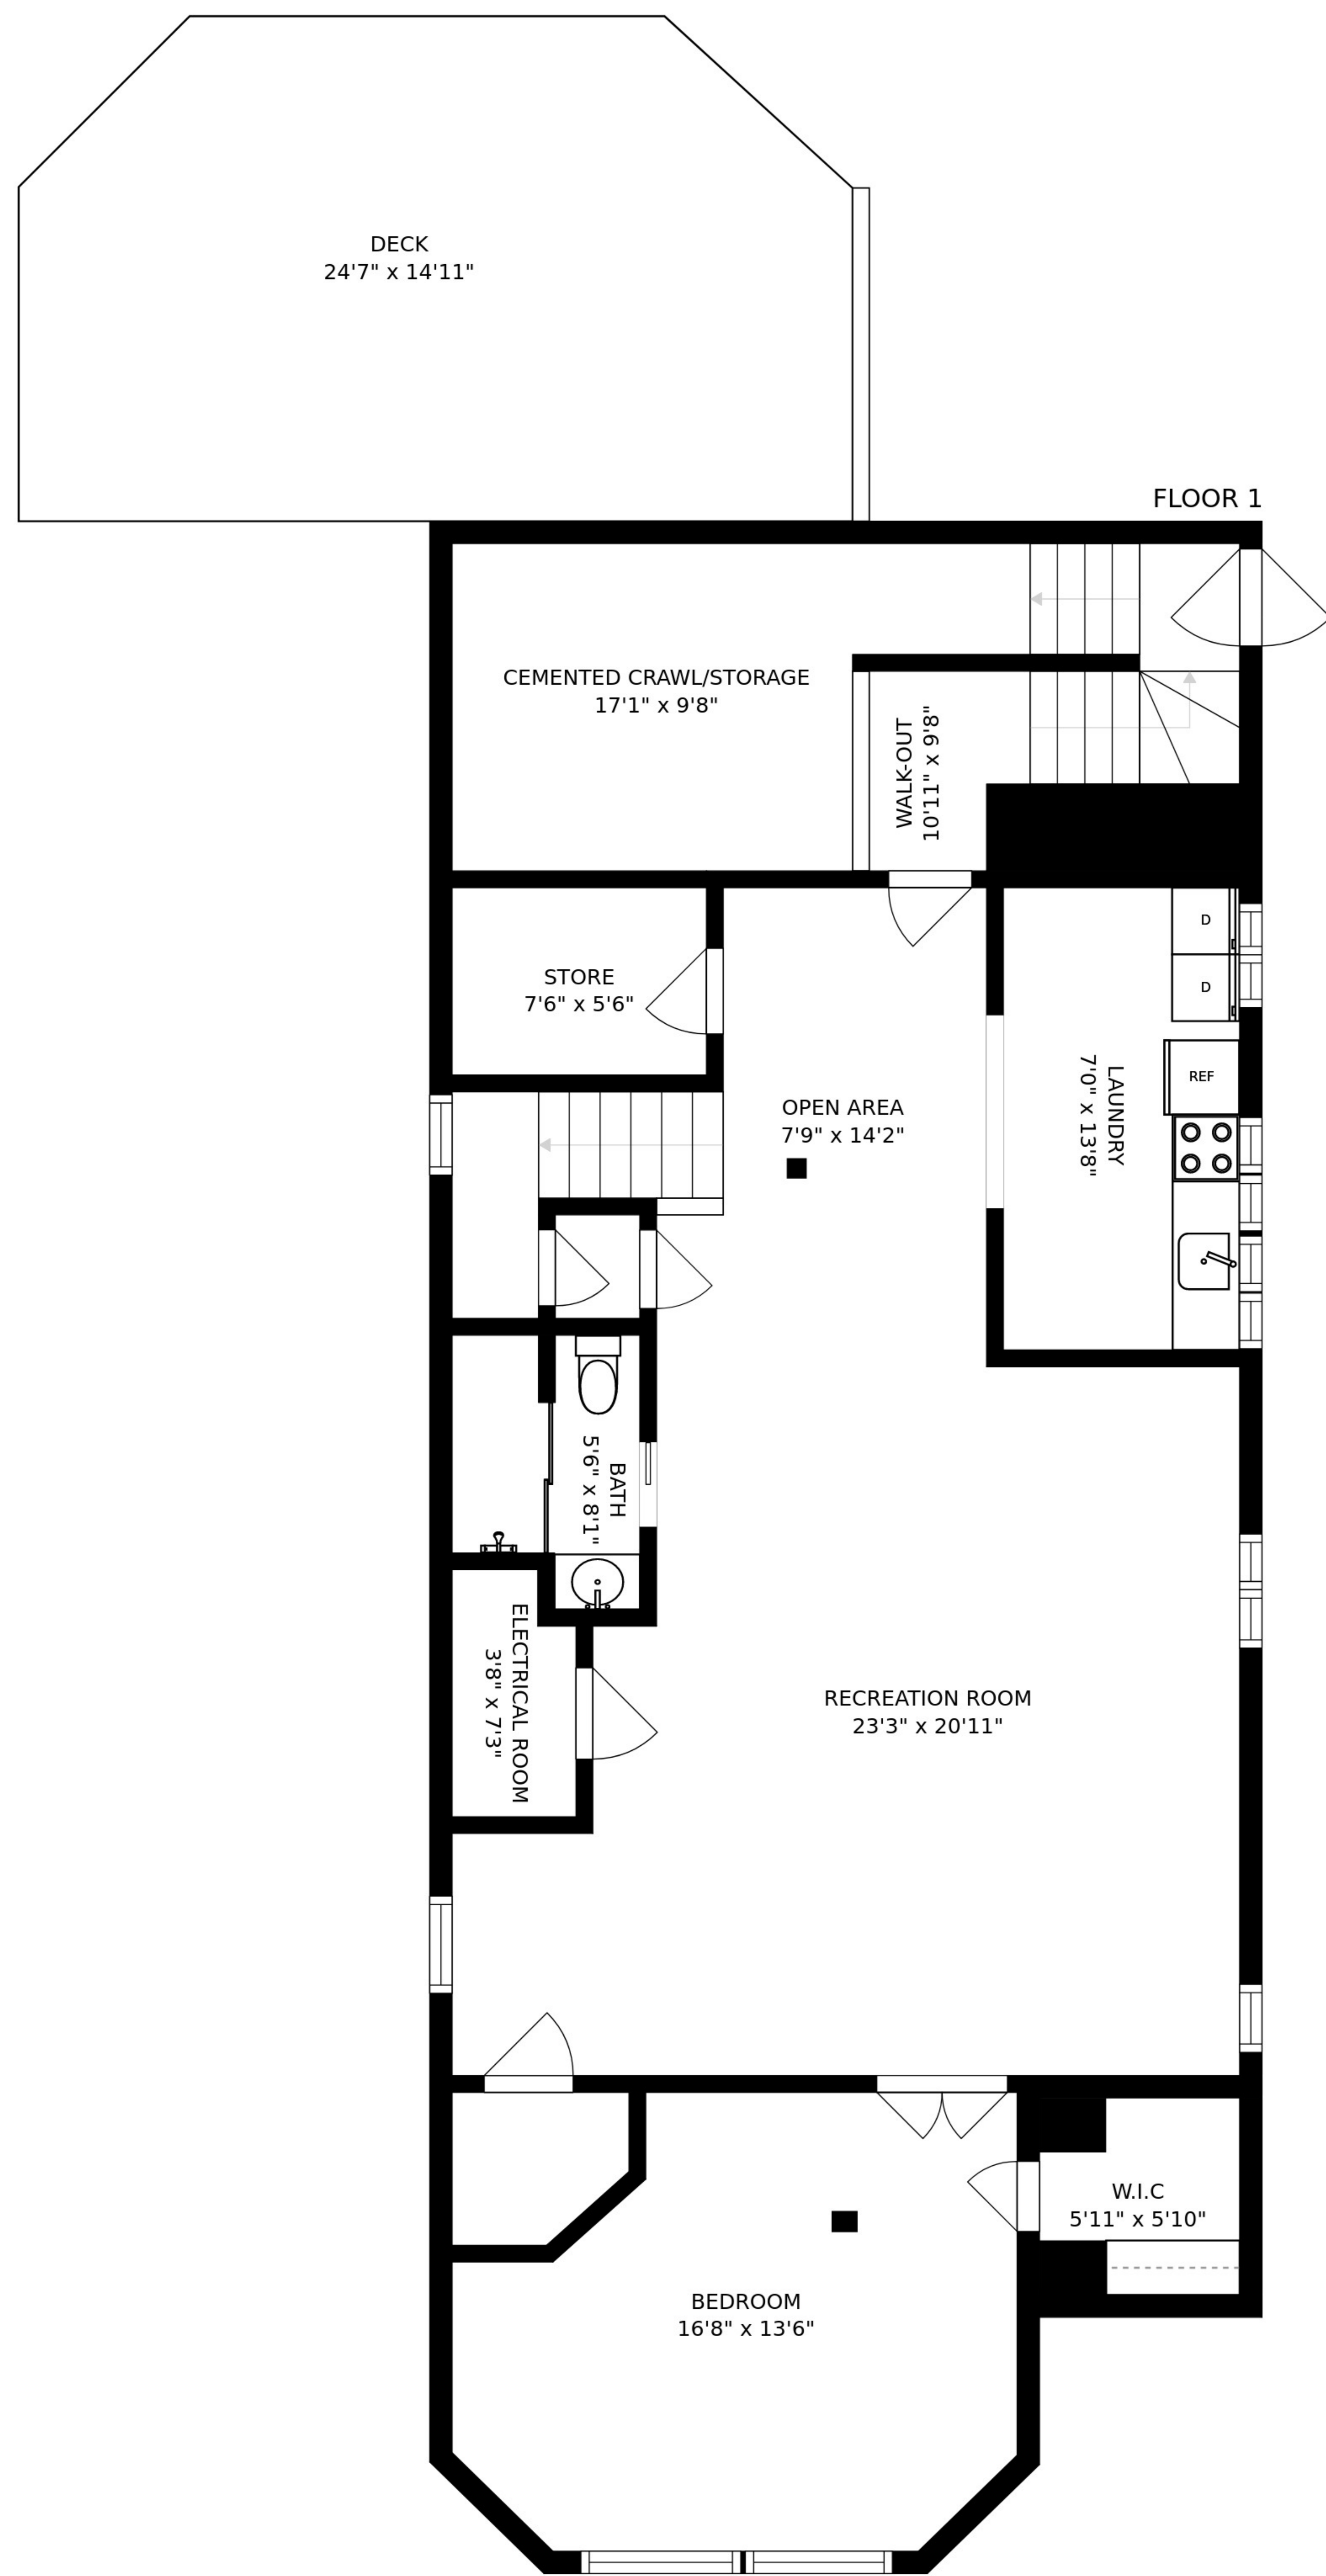 DECK
24'7" x 14'11"
FLOOR 1
CEMENTED CRAWL/STORAGE
17'1" x 9'8"
WALK-OUT
10'11" x 9'8"
D
D
STORE
7'6" x 5'6"
REF
LAUNDRY
7'0" x 13'8"
OPEN AREA
7'9" x 14'2"
BATH
5'6" x 8'1"
ELECTRICAL ROOM
3'8" x 7'3"
RECREATION ROOM
23'3" x 20'11"
W.I.C
5'11" x 5'10"
BEDROOM
16'8" x 13'6"